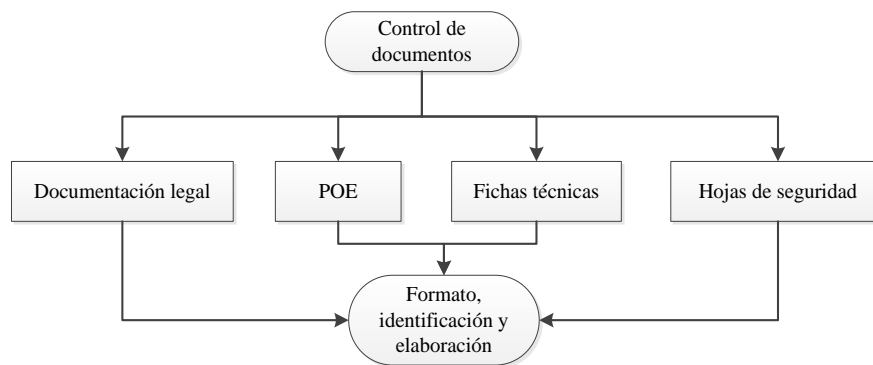 Control de
documentos
Documentación legal
POE
Fichas técnicas
Hojas de seguridad
Formato,
identificación y
elaboración